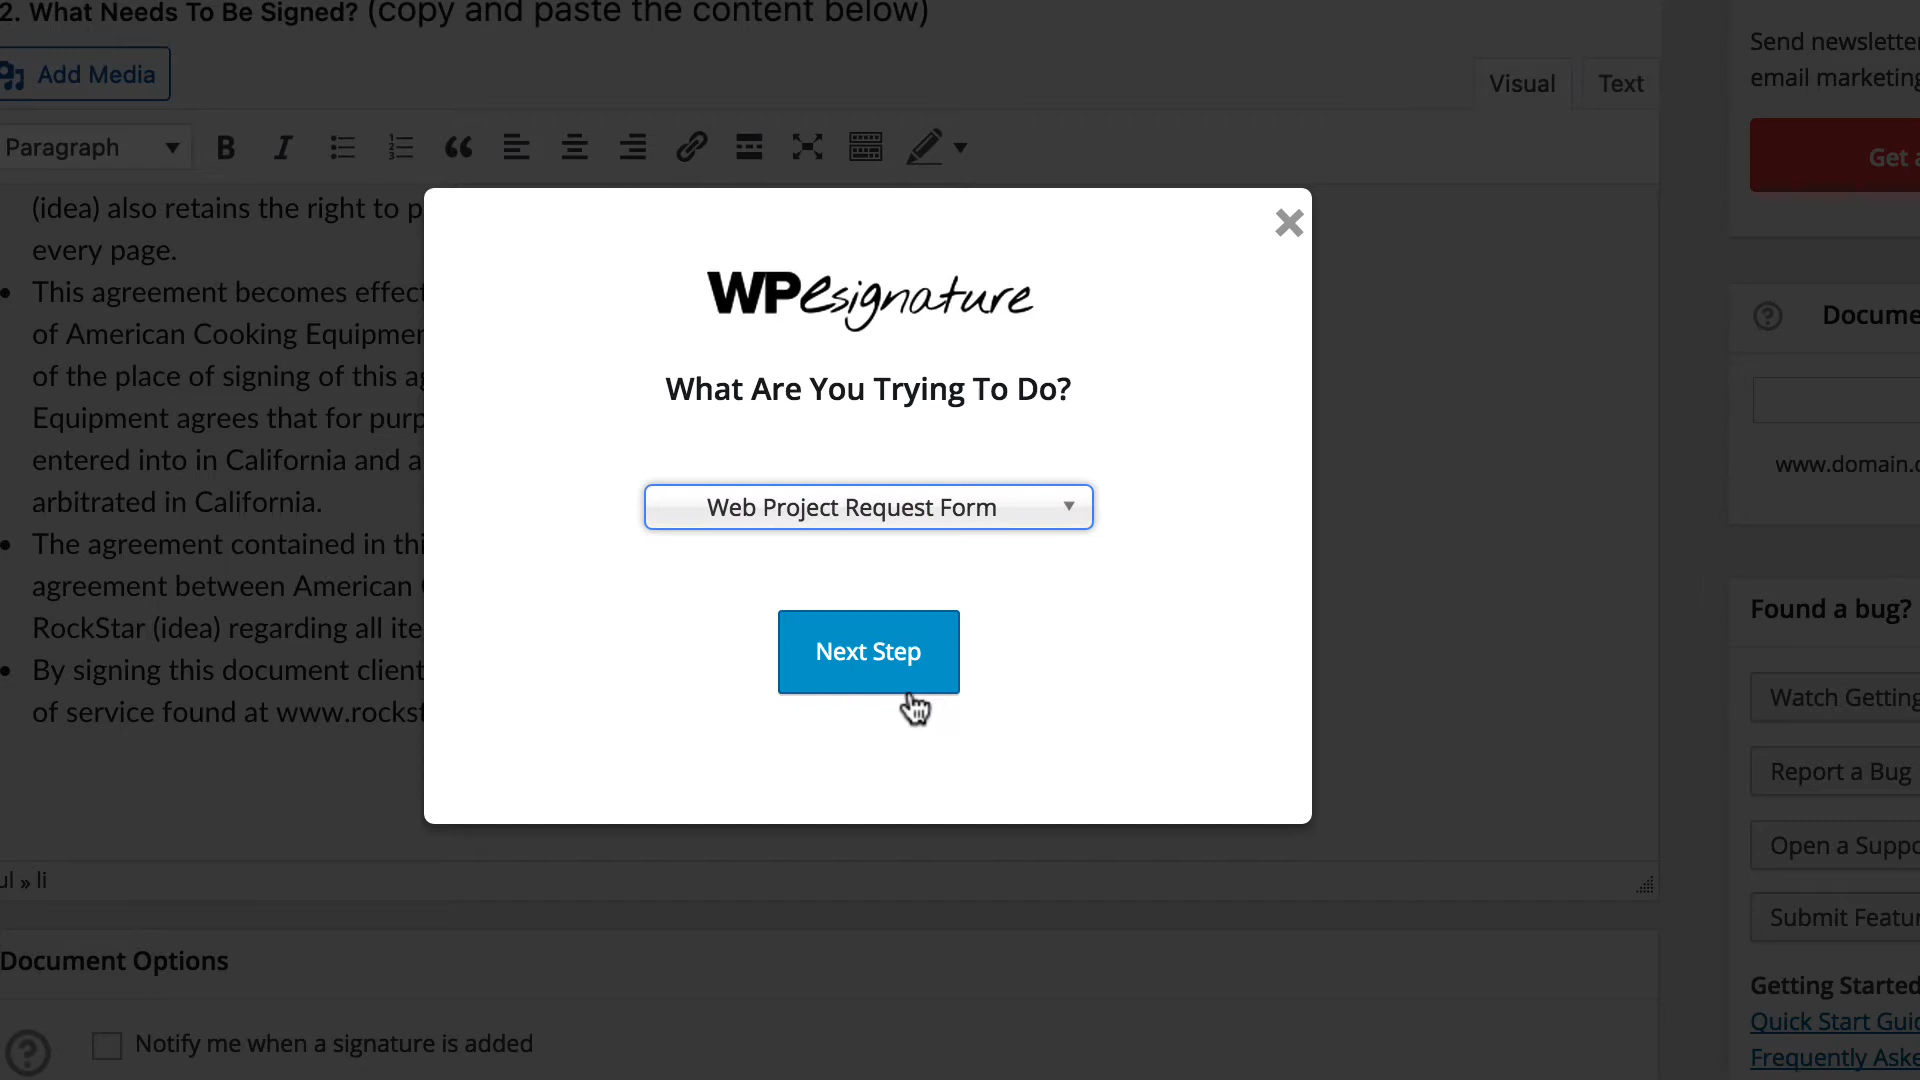 2. What Needs To Be Signed? (copy and paste the content below)
Add Media
Visual
Text
Paragraph
(idea) also retains the right to p
every page.
This agreement becomes effect
of American Cooking Equipmen
of the place of signing of this ag
Equipment agrees that for purp
entered into in California and a
arbitrated in California.
The agreement contained in thi
agreement between American
RockStar (idea) regarding all ite
By signing this document client
of service found at www.rockst
ul » li
Document Options
Notify me when a signature is added
WPesignature
What Are You Trying To Do?
Web Project Request Form
Next Step
Send newsletter
email marketing
Get a
Docume
www.domain.c
Found a bug?
Watch Getting
Report a Bug
Open a Suppo
Submit Featur
Getting Started
Quick Start Guid
Frequently Aske